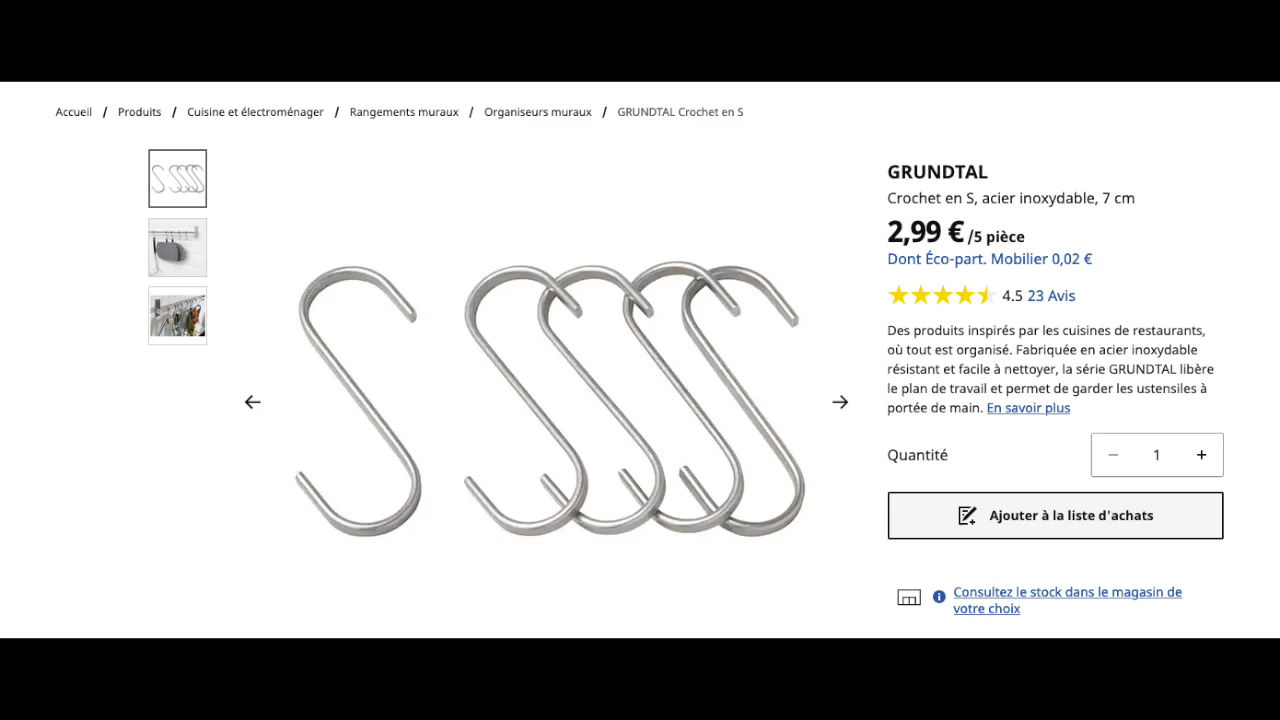 Accueil / Produits / Cuisine et électroménager / Rangements muraux / Organiseurs muraux / GRUNDTAL Crochet en S
GRUNDTAL
Crochet en S, acier inoxydable, 7 cm
2,99 € /5 pièce
Dont Éco-part. Mobilier 0,02 €
4.5 23 Avis
Des produits inspirés par les cuisines de restaurants,
où tout est organisé. Fabriquée en acier inoxydable
résistant et facile à nettoyer, la série GRUNDTAL libère
le plan de travail et permet de garder les ustensiles à
portée de main. En savoir plus
Quantité − 1 +
Ajouter à la liste d'achats
Consultez le stock dans le magasin de
votre choix